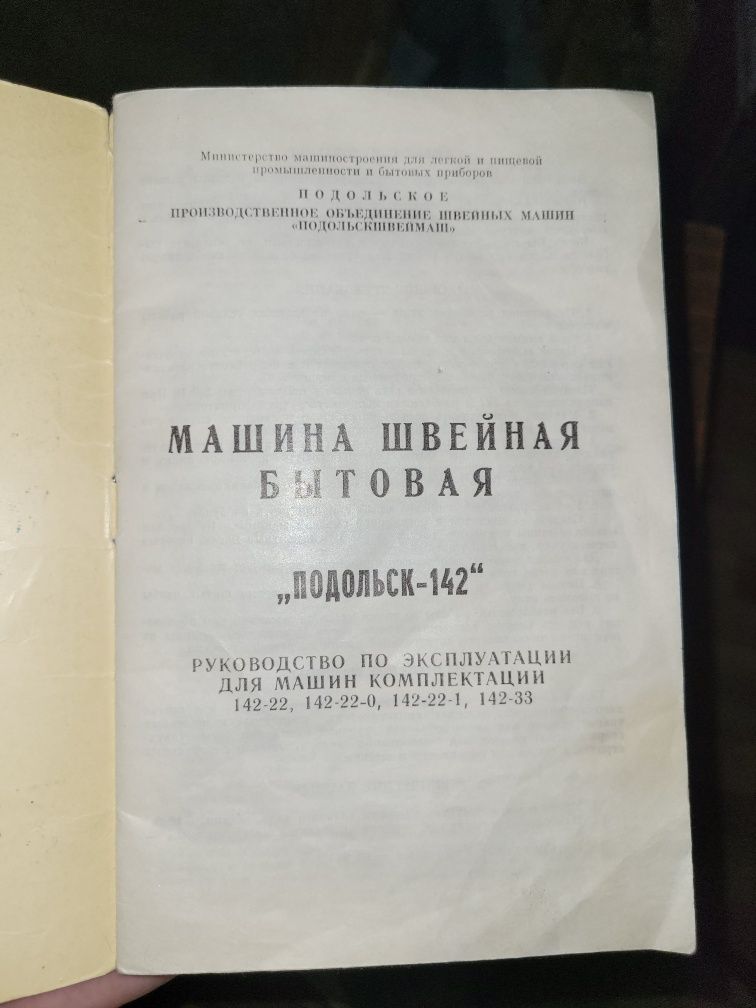 Министерство машиностроения для легкой и пищевой
промышленности и бытовых приборов
ПОДОЛЬСКОЕ
ПРОИЗВОДСТВЕННОЕ ОБЪЕДИНЕНИЕ ШВЕЙНЫХ МАШИН
«ПОДОЛЬСКШВЕЙМАШ»
МАШИНА ШВЕЙНАЯ
БЫТОВАЯ
„ПОДОЛЬСК-142“
РУКОВОДСТВО ПО ЭКСПЛУАТАЦИИ
ДЛЯ МАШИН КОМПЛЕКТАЦИИ
142-22, 142-22-0, 142-22-1, 142-33